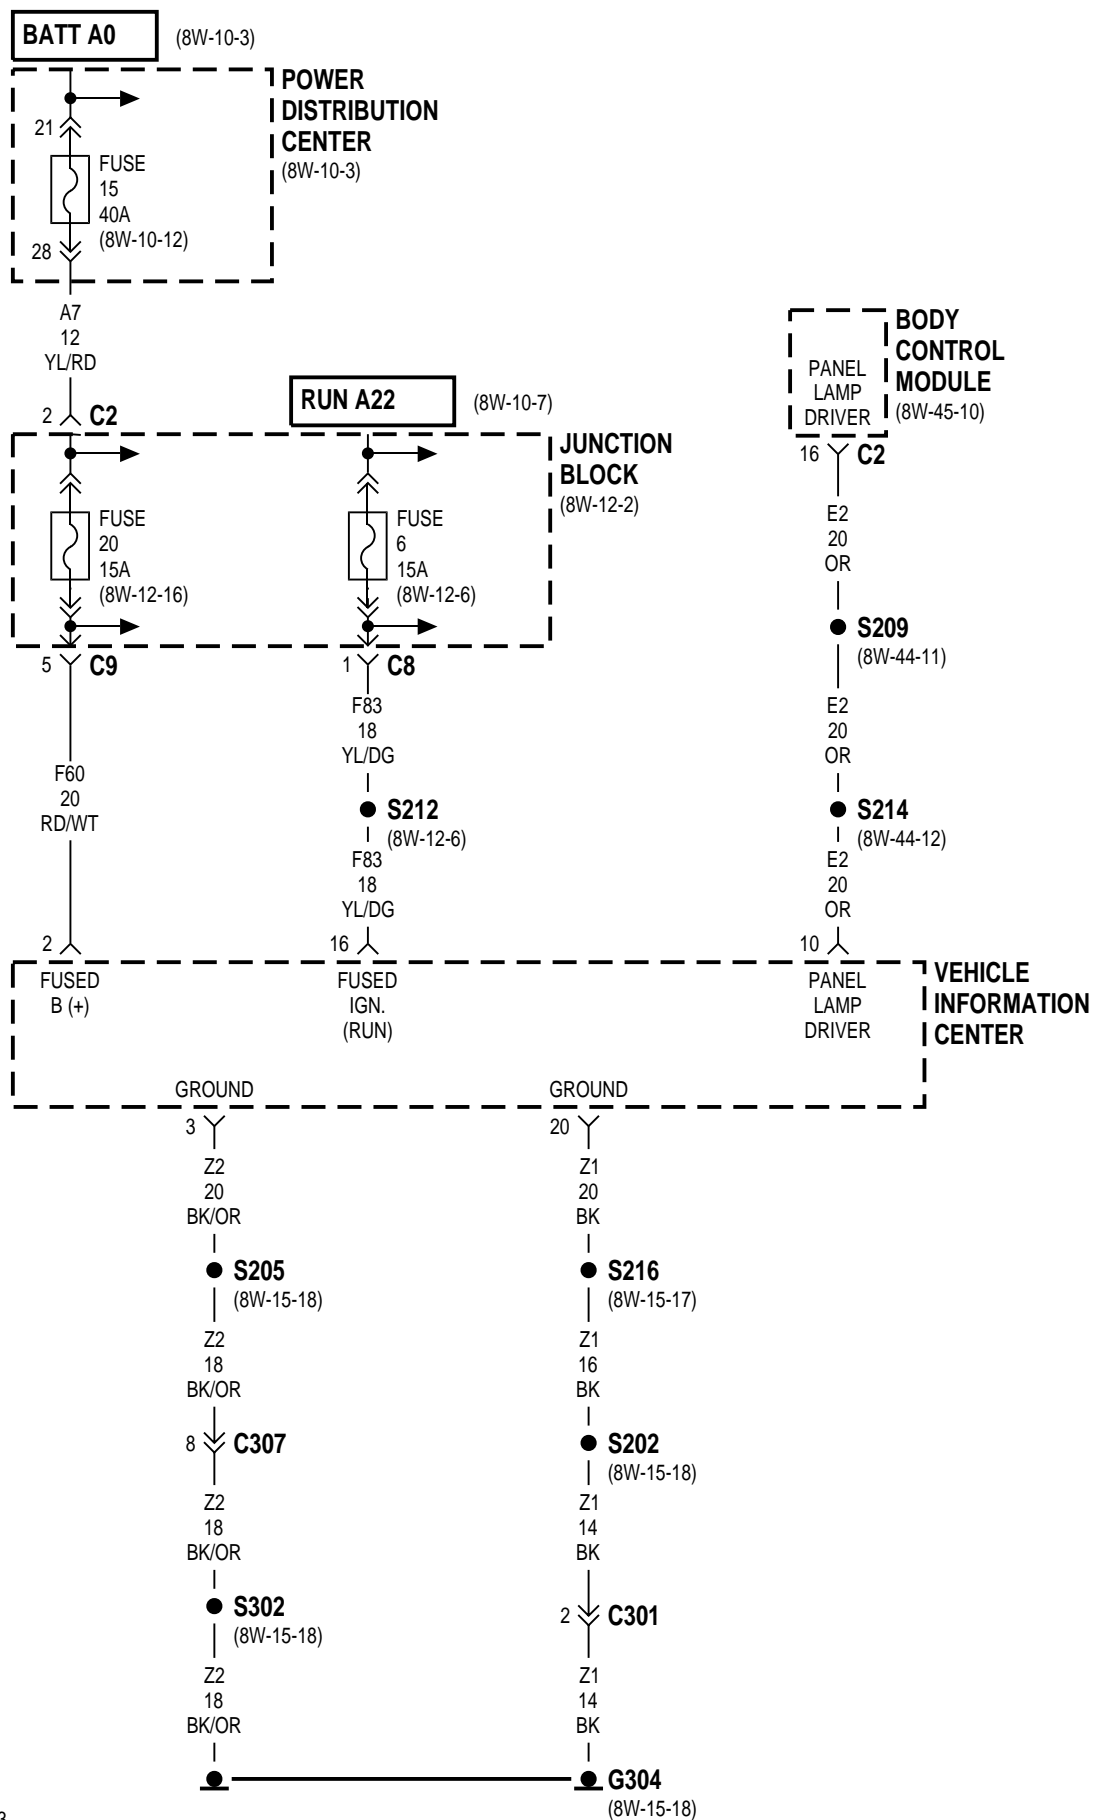 BATT A0 (8W-10-3)
POWER
DISTRIBUTION
CENTER
(8W-10-3)
21
FUSE
15
40A
(8W-10-12)
28
A7
12
YL/RD
2 C2
RUN A22 (8W-10-7)
BODY
CONTROL
MODULE
(8W-45-10)
PANEL
LAMP
DRIVER
16 C2
JUNCTION
BLOCK
(8W-12-2)
FUSE
20
15A
(8W-12-16)
FUSE
6
15A
(8W-12-6)
5 C9
1 C8
E2
20
OR
S209
(8W-44-11)
F83
18
YL/DG
E2
20
OR
F60
20
RD/WT
S212
(8W-12-6)
S214
(8W-44-12)
F83
18
YL/DG
E2
20
OR
2
16
10
FUSED
B (+)
FUSED
IGN.
(RUN)
PANEL
LAMP
DRIVER
VEHICLE
INFORMATION
CENTER
GROUND
GROUND
3
20
Z2
20
BK/OR
Z1
20
BK
S205
(8W-15-18)
S216
(8W-15-17)
Z2
18
BK/OR
Z1
16
BK
8 C307
S202
(8W-15-18)
Z2
18
BK/OR
Z1
14
BK
S302
(8W-15-18)
2 C301
Z2
18
BK/OR
Z1
14
BK
G304
(8W-15-18)